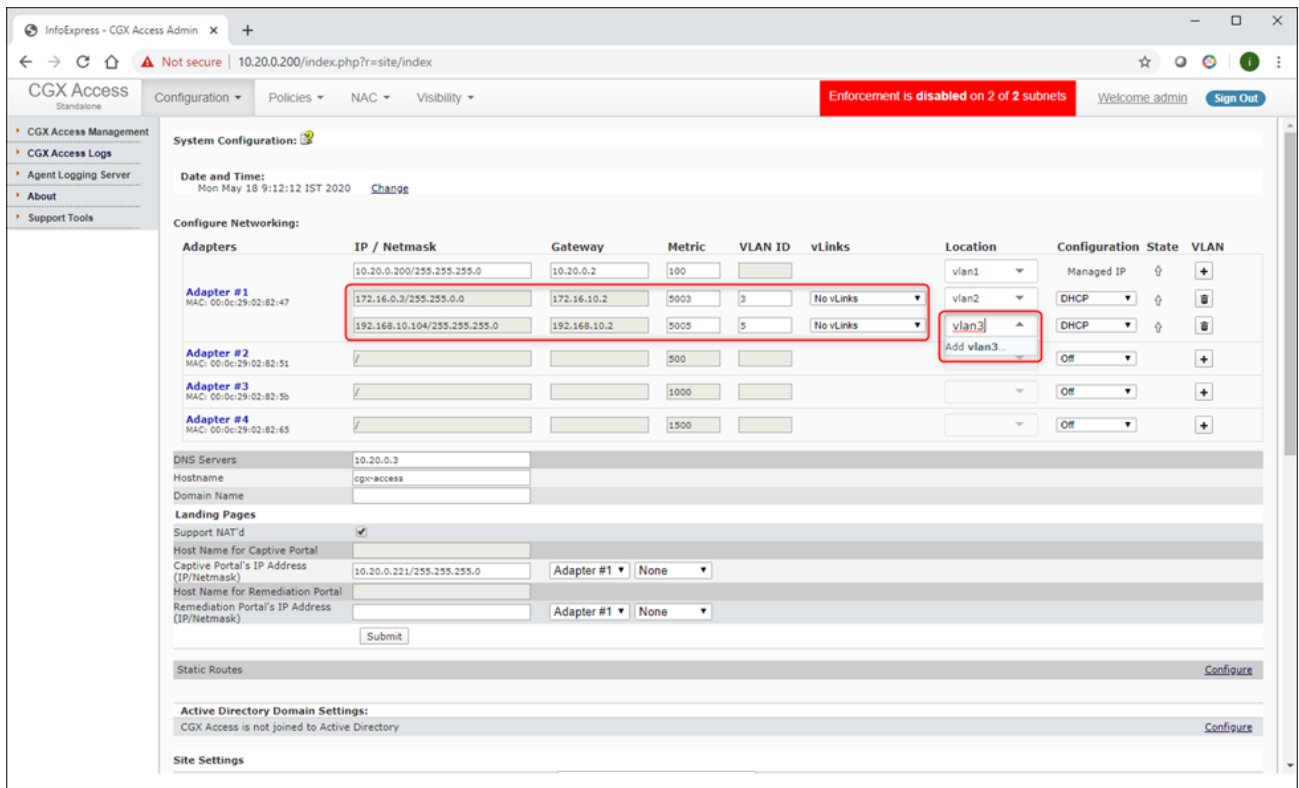 InfoExpress - CGX Access Admin
Not secure | 10.20.0.200/index.php?r=site/index
CGX Access
Standalone
Configuration Policies NAC Visibility
Enforcement is disabled on 2 of 2 subnets
Welcome admin
Sign Out
CGX Access Management
CGX Access Logs
Agent Logging Server
About
Support Tools
System Configuration:
Date and Time:
Mon May 18 9:12:12 IST 2020 Change
Configure Networking:
Adapters IP / Netmask Gateway Metric VLAN ID vLinks Location Configuration State VLAN
10.20.0.200/255.255.255.0 10.20.0.2 100 vlan1 Managed IP +
Adapter #1
MAC: 00:0c:29:02:82:47
172.16.0.3/255.255.0.0 172.16.10.2 5003 3 No vLinks vlan2 DHCP
192.168.10.104/255.255.255.0 192.168.10.2 5005 5 No vLinks vlan3 DHCP
Add vlan3...
Adapter #2
MAC: 00:0c:29:02:82:51
/ 500 Off +
Adapter #3
MAC: 00:0c:29:02:82:5b
/ 1000 Off +
Adapter #4
MAC: 00:0c:29:02:82:65
/ 1500 Off +
DNS Servers 10.20.0.3
Hostname cgx-access
Domain Name
Landing Pages
Support NAT'd
Host Name for Captive Portal
Captive Portal's IP Address
(IP/Netmask)
10.20.0.221/255.255.255.0 Adapter #1 None
Host Name for Remediation Portal
Remediation Portal's IP Address
(IP/Netmask)
Adapter #1 None
Submit
Static Routes Configure
Active Directory Domain Settings:
CGX Access is not joined to Active Directory Configure
Site Settings